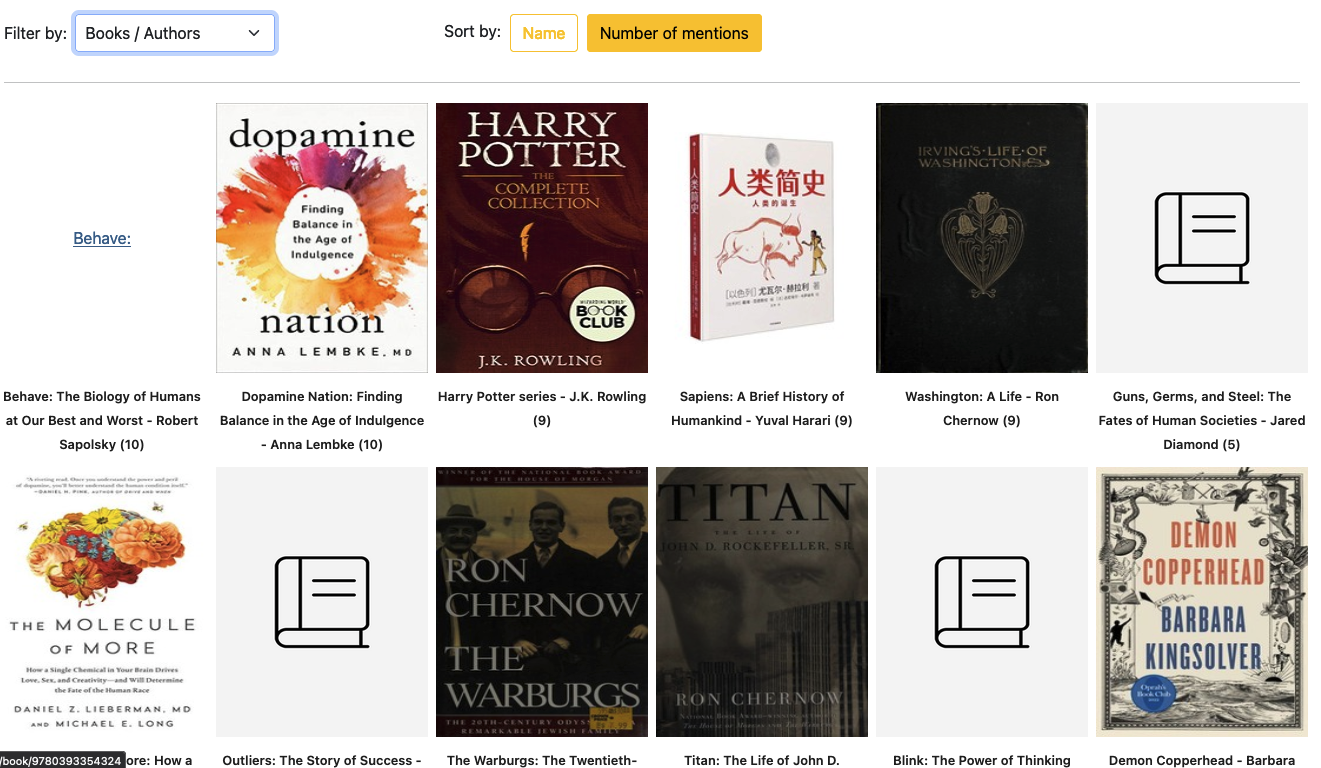 Filter by:
Books / Authors
Sort by:
Name
Number of mentions
Behave:
dopamine
Finding
Balance in
the Age of
Indulgence
nation
ANNA LEMBKE, MD
HARRY
POTTER
THE
COMPLETE
COLLECTION
WIZARDING WORLD
BOOK
CLUB
J.K. ROWLING
人类简史
人类简史
人类的诞生
[以色列] 尤瓦尔·赫拉利 著
IRVING'S·LIFE·OF
WASHINGTON
Behave: The Biology of Humans
at Our Best and Worst - Robert
Sapolsky (10)
Dopamine Nation: Finding
Balance in the Age of Indulgence
- Anna Lembke (10)
Harry Potter series - J.K. Rowling
(9)
Sapiens: A Brief History of
Humankind - Yuval Harari (9)
Washington: A Life - Ron
Chernow (9)
Guns, Germs, and Steel: The
Fates of Human Societies - Jared
Diamond (5)
"A riveting read. Once you understand the power and peril
of dopamine, you'll better understand the human condition itself."
—DANIEL H. PINK, AUTHOR OF DRIVE AND WHEN
THE MOLECULE
OF MORE
How a Single Chemical in Your Brain Drives
Love, Sex, and Creativity—and Will Determine
the Fate of the Human Race
DANIEL Z. LIEBERMAN, MD
AND MICHAEL E. LONG
WINNER OF THE NATIONAL BOOK AWARD
FOR THE HOUSE OF MORGAN
RON
CHERNOW
THE
WARBURGS
THE 20TH-CENTURY ODYS
REMARKABLE JEWISH FAMILY
TITAN
THE LIFE OF
JOHN D. ROCKEFELLER, SR.
RON CHERNOW
DEMON
COPPERHEAD
A NOVEL
BARBARA
KINGSOLVER
Oprah's
Book Club
/book/9780393354324
ore: How a
Outliers: The Story of Success -
The Warburgs: The Twentieth-
Titan: The Life of John D.
Blink: The Power of Thinking
Demon Copperhead - Barbara